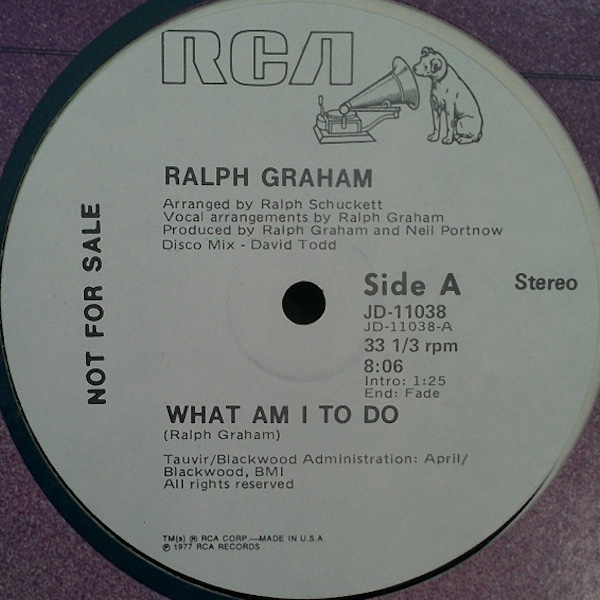 RCA
RALPH GRAHAM
Arranged by Ralph Schuckett
Vocal arrangements by Ralph Graham
Produced by Ralph Graham and Neil Portnow
Disco Mix - David Todd
NOT FOR SALE
Side A
Stereo
JD-11038
JD-11038-A
33 1/3 rpm
8:06
Intro: 1:25
End: Fade
WHAT AM I TO DO
(Ralph Graham)
Tauvir/Blackwood Administration: April/
Blackwood, BMI
All rights reserved
TM(s) ® RCA CORP.—MADE IN U.S.A.
℗ 1977 RCA RECORDS